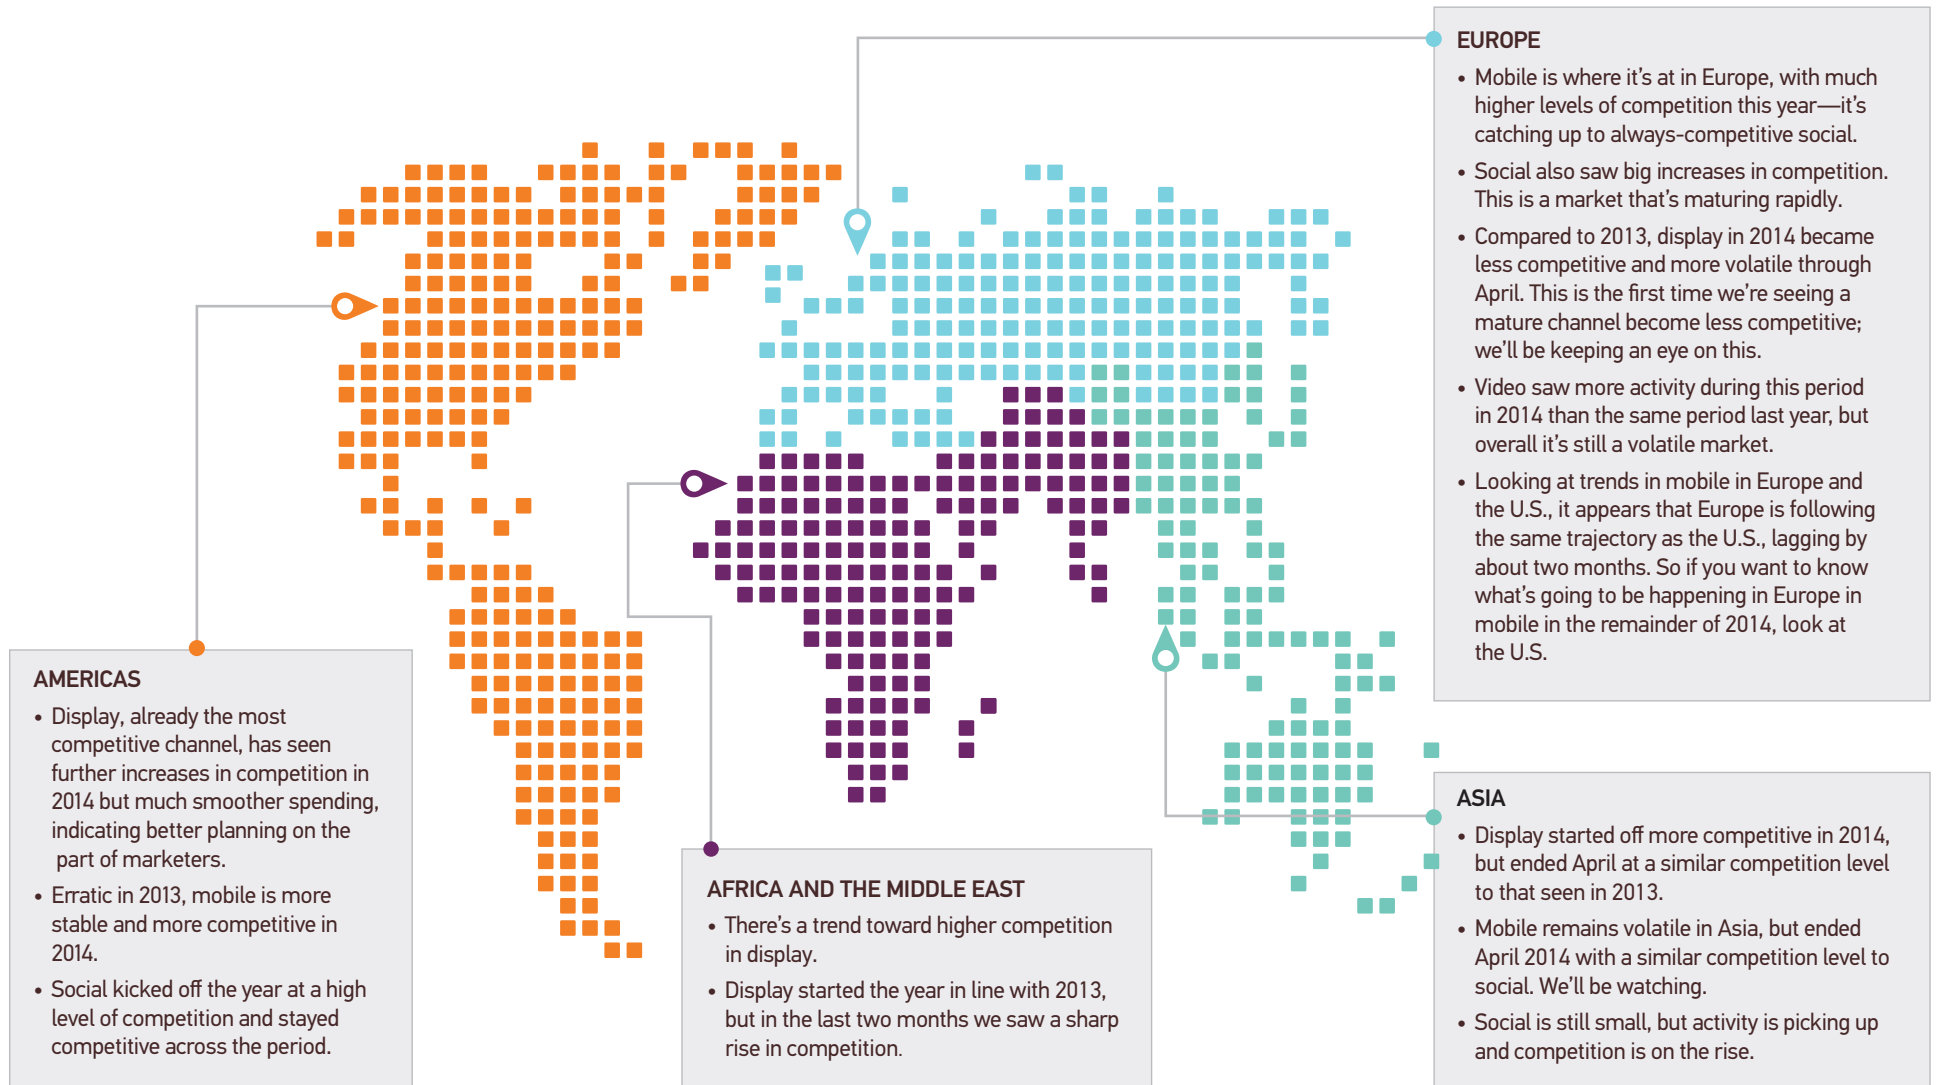 EUROPE
• Mobile is where it's at in Europe, with much
higher levels of competition this year—it's
catching up to always-competitive social.
• Social also saw big increases in competition.
This is a market that's maturing rapidly.
• Compared to 2013, display in 2014 became
less competitive and more volatile through
April. This is the first time we're seeing a
mature channel become less competitive;
we'll be keeping an eye on this.
• Video saw more activity during this period
in 2014 than the same period last year, but
overall it's still a volatile market.
• Looking at trends in mobile in Europe and
the U.S., it appears that Europe is following
the same trajectory as the U.S., lagging by
about two months. So if you want to know
what's going to be happening in Europe in
mobile in the remainder of 2014, look at
the U.S.
AMERICAS
• Display, already the most
competitive channel, has seen
further increases in competition in
2014 but much smoother spending,
indicating better planning on the
part of marketers.
• Erratic in 2013, mobile is more
stable and more competitive in
2014.
• Social kicked off the year at a high
level of competition and stayed
competitive across the period.
AFRICA AND THE MIDDLE EAST
• There's a trend toward higher competition
in display.
• Display started the year in line with 2013,
but in the last two months we saw a sharp
rise in competition.
ASIA
• Display started off more competitive in 2014,
but ended April at a similar competition level
to that seen in 2013.
• Mobile remains volatile in Asia, but ended
April 2014 with a similar competition level to
social. We'll be watching.
• Social is still small, but activity is picking up
and competition is on the rise.